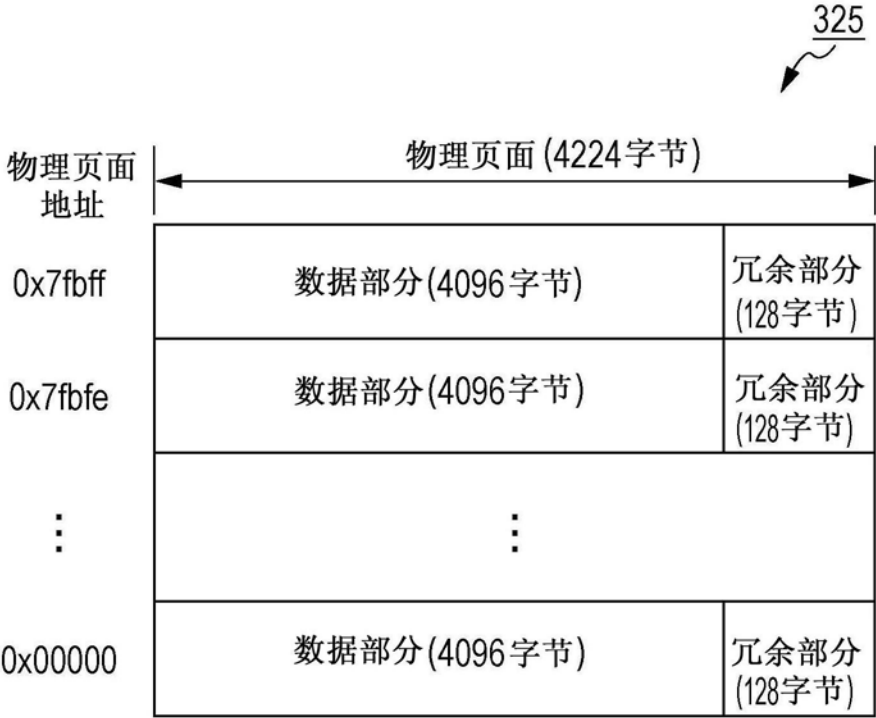 325
物理页面
地址
物理页面(4224字节)
0x7fbff
数据部分(4096字节)
冗余部分
(128字节)
0x7fbfe
数据部分(4096字节)
冗余部分
(128字节)
⋮
⋮
0x00000
数据部分(4096字节)
冗余部分
(128字节)